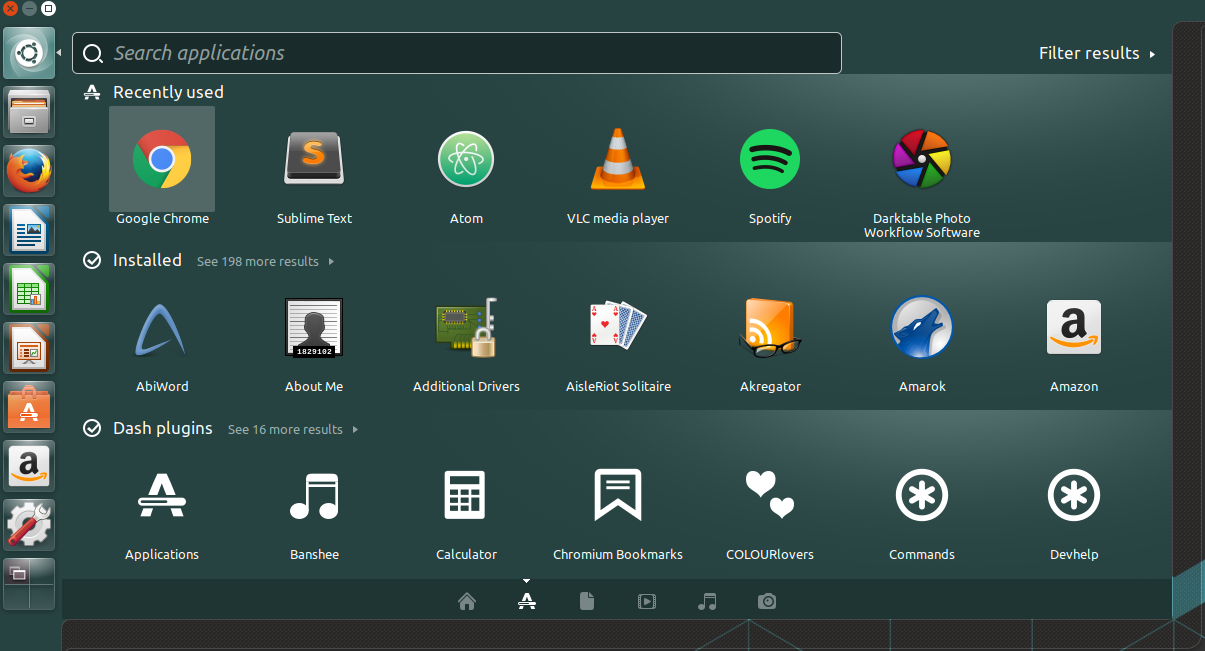 Search applications
Filter results
Recently used
Google Chrome
Sublime Text
Atom
VLC media player
Spotify
Darktable Photo
Workflow Software
Installed See 198 more results
1829102
AbiWord
About Me
Additional Drivers
AisleRiot Solitaire
Akregator
Amarok
Amazon
Dash plugins See 16 more results
Applications
Banshee
Calculator
Chromium Bookmarks
COLOURlovers
Commands
Devhelp